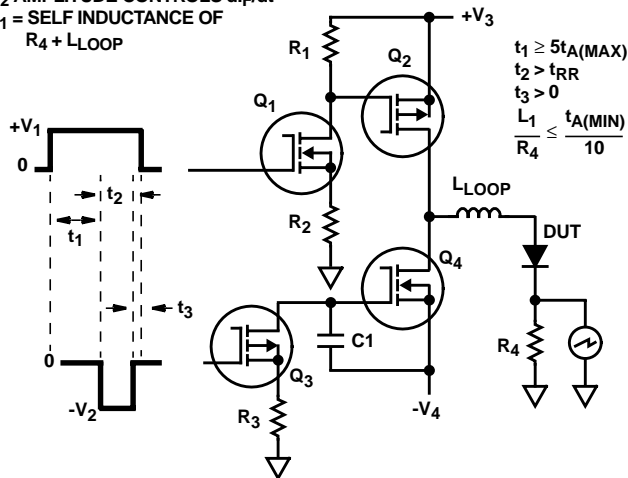 1 = SELF INDUCTANCE OF
R4 + LLOOP
+V1
0
t2
t1
t3
0
-V2
R1
Q1
R2
Q2
+V3
t1 ≥ 5tA(MAX)
t2 > tRR
t3 > 0
L1/R4 ≤ tA(MIN)/10
LLOOP
DUT
Q4
C1
R4
Q3
R3
-V4